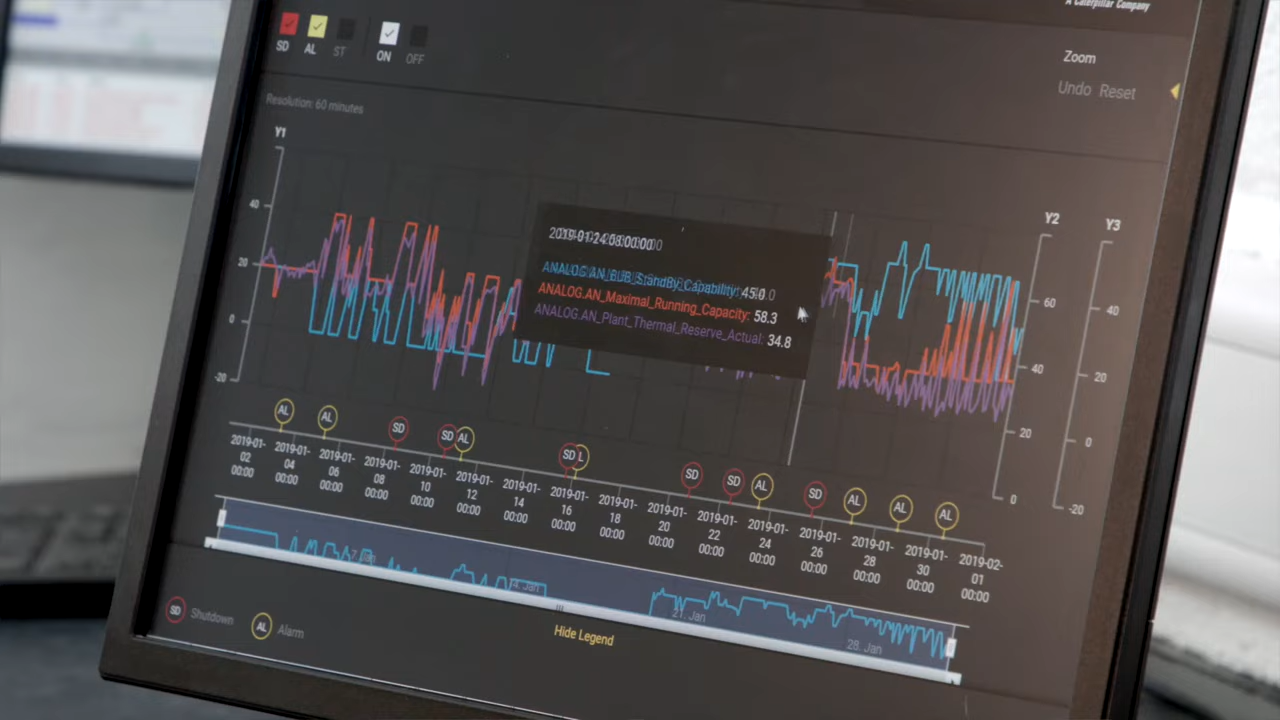 A Caterpillar Company
SD AL ST ON OFF
Zoom
Undo Reset
Resolution: 60 minutes
Y1
Y2
Y3
40
20
0
-20
60
40
20
0
40
20
0
-20
ANALOG.AN_BUB_StandBy_Capability: 45.0
ANALOG.AN_Maximal_Running_Capacity: 58.3
ANALOG.AN_Plant_Thermal_Reserve_Actual: 34.8
AL AL SD SD AL SD L SD SD AL SD AL AL AL
2019-01-02 00:00
2019-01-04 00:00
2019-01-06 00:00
2019-01-08 00:00
2019-01-10 00:00
2019-01-12 00:00
2019-01-14 00:00
2019-01-16 00:00
2019-01-18 00:00
2019-01-20 00:00
2019-01-22 00:00
2019-01-24 00:00
2019-01-26 00:00
2019-01-28 00:00
2019-01-30 00:00
2019-02-01 00:00
7. Jan
21. Jan
28. Jan
SD Shutdown
AL Alarm
Hide Legend